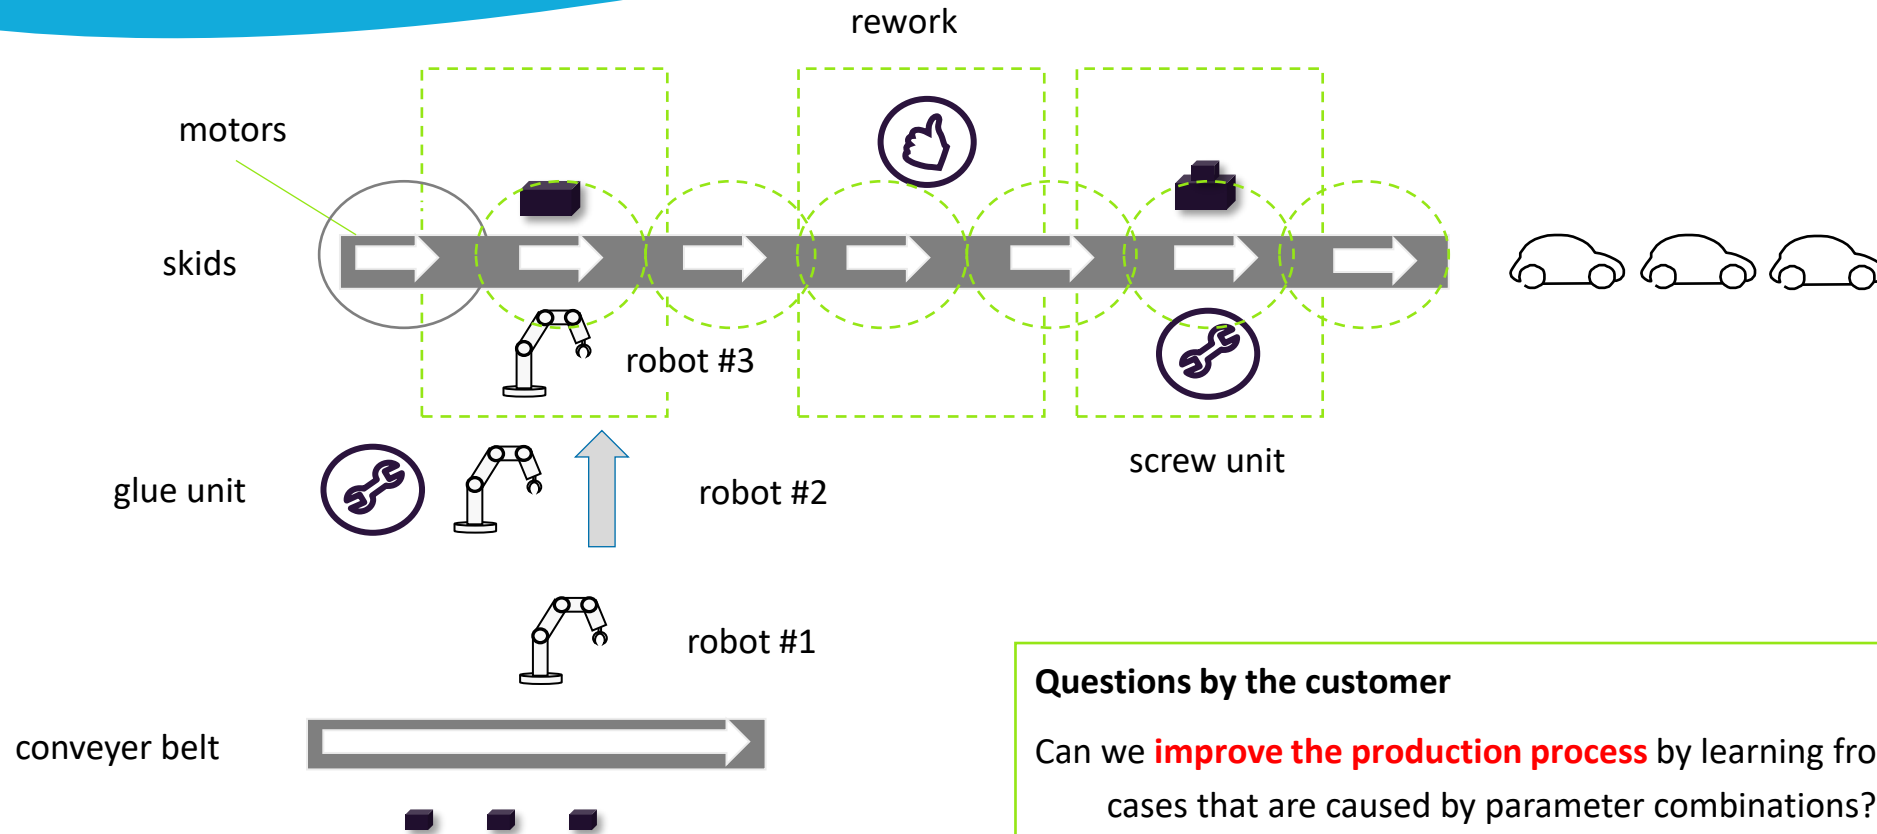 rework
motors
skids
robot #3
screw unit
glue unit
robot #2
robot #1
conveyer belt
Questions by the customer
Can we improve the production process by learning
cases that are caused by parameter combinations?